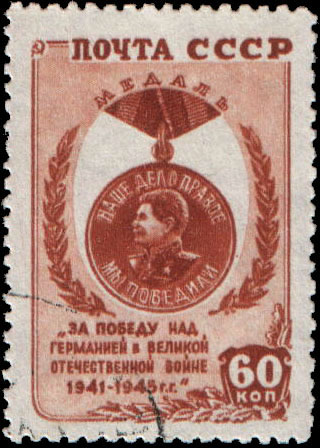 ПОЧТА СССР
МЕДАЛЬ
НАШЕ ДЕЛО ПРАВОЕ
МЫ ПОБЕДИЛИ
„ЗА ПОБЕДУ НАД
ГЕРМАНИЕЙ В ВЕЛИКОЙ
ОТЕЧЕСТВЕННОЙ ВОЙНЕ
1941-1945 г.г."
60
КОП